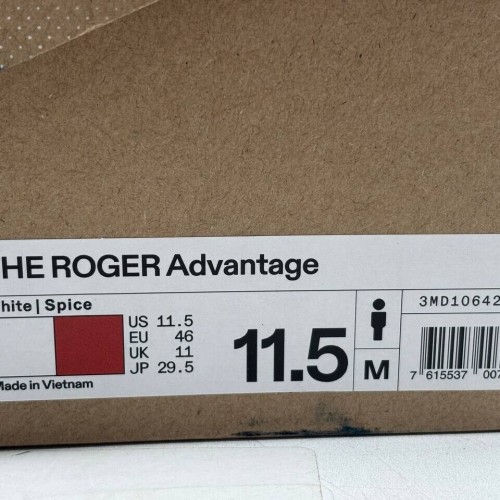 HE ROGER Advantage
hite | Spice
US 11.5
EU 46
UK 11
JP 29.5
11.5
M
3MD10642
7 615537 007
Made in Vietnam